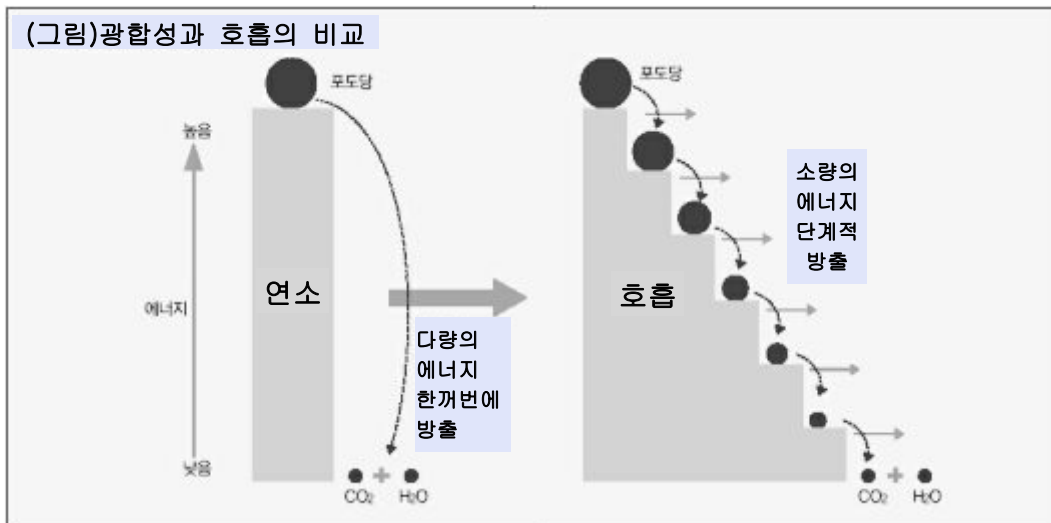 (그림)광합성과 호흡의 비교
포도당
높음
에너지
낮음
연소
다량의
에너지
한꺼번에
방출
CO₂ + H₂O
포도당
호흡
소량의
에너지
단계적
방출
CO₂ + H₂O